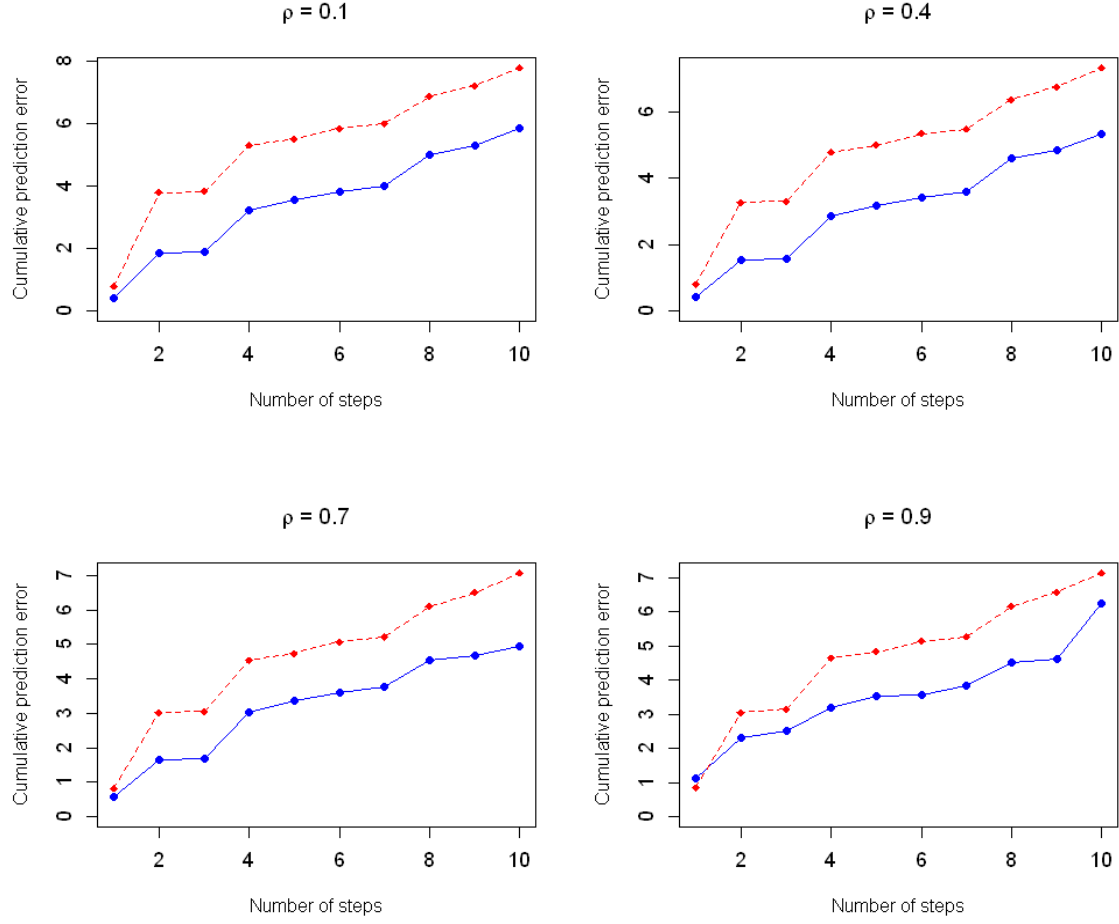 ρ = 0.1
Cumulative prediction error
8
6
4
2
0
2 4 6 8 10
Number of steps
ρ = 0.4
Cumulative prediction error
6
4
2
0
2 4 6 8 10
Number of steps
ρ = 0.7
Cumulative prediction error
7
6
5
4
3
2
1
0
2 4 6 8 10
Number of steps
ρ = 0.9
Cumulative prediction error
7
6
5
4
3
2
1
0
2 4 6 8 10
Number of steps